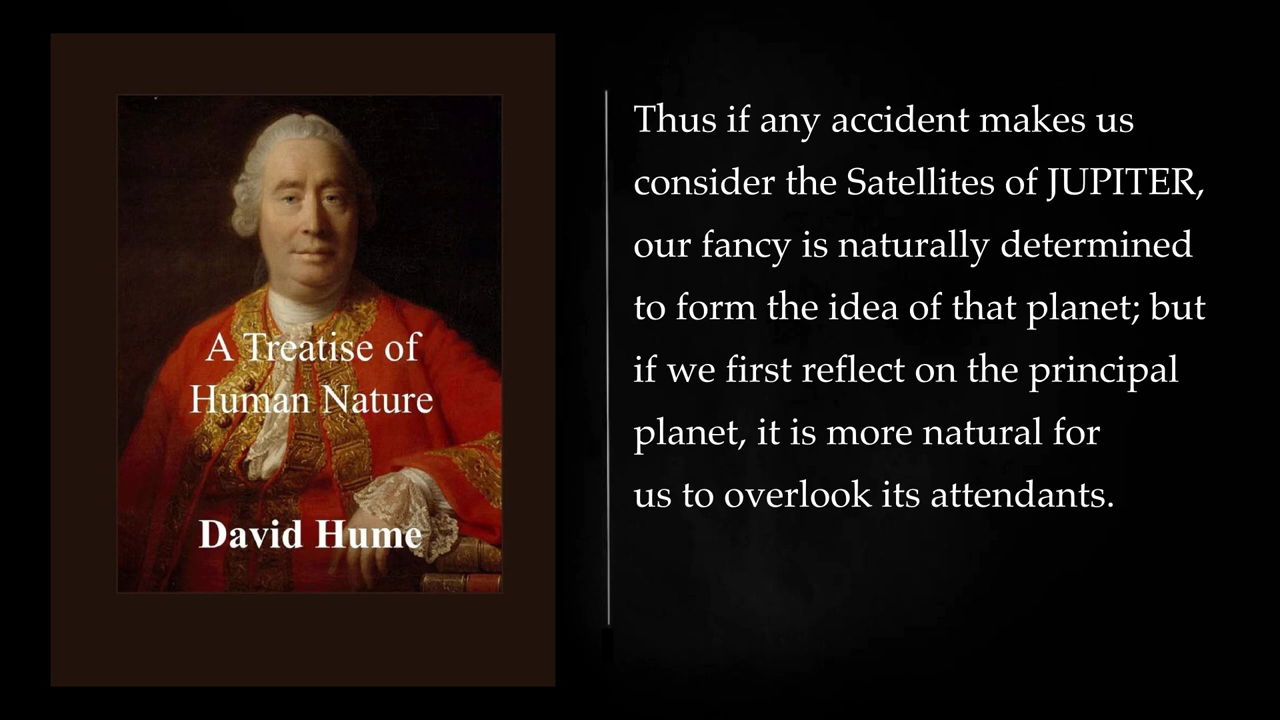 A Treatise of
Human Nature
David Hume
Thus if any accident makes us
consider the Satellites of JUPITER,
our fancy is naturally determined
to form the idea of that planet; but
if we first reflect on the principal
planet, it is more natural for
us to overlook its attendants.